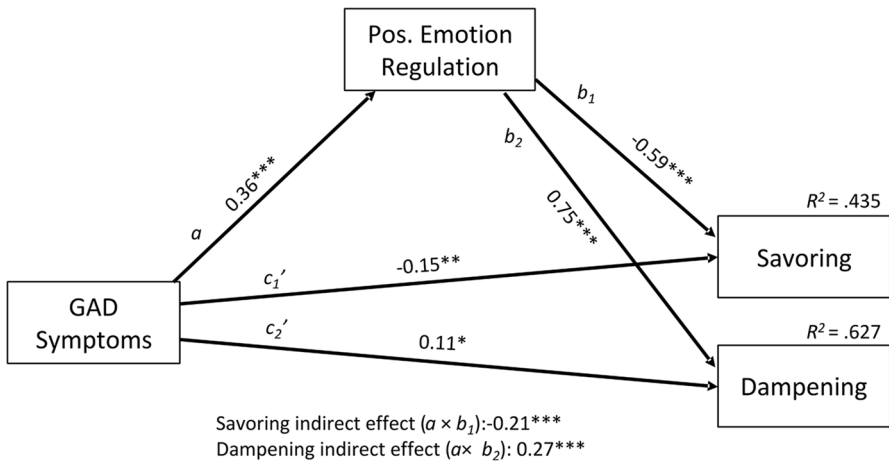 Pos. Emotion
Regulation
b₁
b₂
-0.59***
0.36***
0.75***
R² = .435
a
Savoring
c₁’
-0.15**
GAD
Symptoms
c₂’
0.11*
R² = .627
Dampening
Savoring indirect effect (a × b₁):-0.21***
Dampening indirect effect (a× b₂): 0.27***